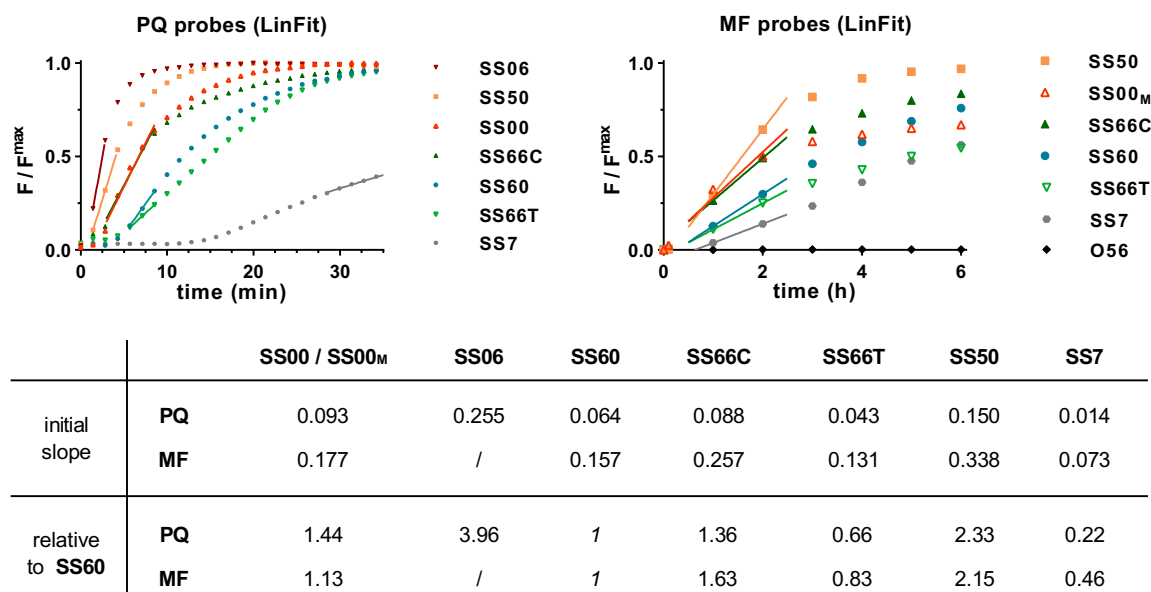 PQ probes (LinFit)
F / Fmax
1.0
0.5
0.0
0 10 20 30
time (min)
SS06
SS50
SS00
SS66C
SS60
SS66T
SS7
MF probes (LinFit)
F / Fmax
1.0
0.5
0.0
0 2 4 6
time (h)
SS50
SS00M
SS66C
SS60
SS66T
SS7
O56
SS00 / SS00M SS06 SS60 SS66C SS66T SS50 SS7
initial slope
PQ 0.093 0.255 0.064 0.088 0.043 0.150 0.014
MF 0.177 / 0.157 0.257 0.131 0.338 0.073
relative to SS60
PQ 1.44 3.96 1 1.36 0.66 2.33 0.22
MF 1.13 / 1 1.63 0.83 2.15 0.46